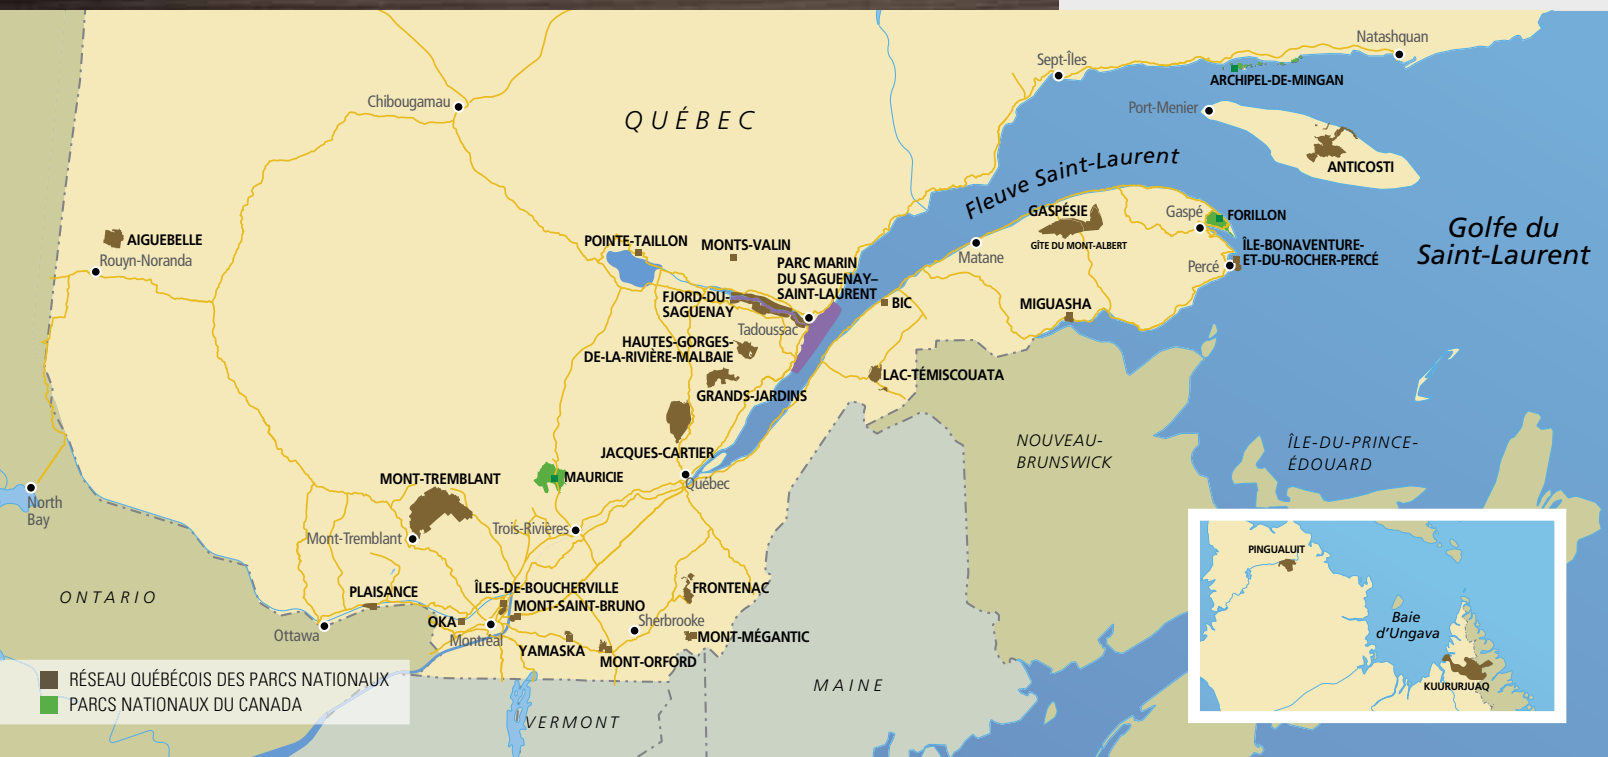 Natashquan
Sept-Îles
ARCHIPEL-DE-MINGAN
Chibougamau
Port-Menier
QUÉBEC
Fleuve Saint-Laurent
ANTICOSTI
GASPÉSIE
Gaspé
FORILLON
GÎTE DU MONT-ALBERT
Golfe du
Saint-Laurent
AIGUEBELLE
Rouyn-Noranda
POINTE-TAILLON
MONTS-VALIN
PARC MARIN
DU SAGUENAY–
SAINT-LAURENT
Matane
ÎLE-BONAVENTURE-
ET-DU-ROCHER-PERCÉ
Percé
FJORD-DU-
SAGUENAY
Tadoussac
BIC
MIGUASHA
HAUTES-GORGES-
DE-LA-RIVIÈRE-MALBAIE
GRANDS-JARDINS
LAC-TÉMISCOUATA
JACQUES-CARTIER
NOUVEAU-
BRUNSWICK
ÎLE-DU-PRINCE-
ÉDOUARD
MONT-TREMBLANT
MAURICIE
Québec
North
Bay
Trois-Rivières
Mont-Tremblant
PINGUALUIT
Baie
d'Ungava
KUURURJUAQ
ONTARIO
PLAISANCE
ÎLES-DE-BOUCHERVILLE
MONT-SAINT-BRUNO
FRONTENAC
OKA
Montréal
Sherbrooke
Ottawa
YAMASKA
MONT-ORFORD
MONT-MÉGANTIC
MAINE
VERMONT
RÉSEAU QUÉBÉCOIS DES PARCS NATIONAUX
PARCS NATIONAUX DU CANADA